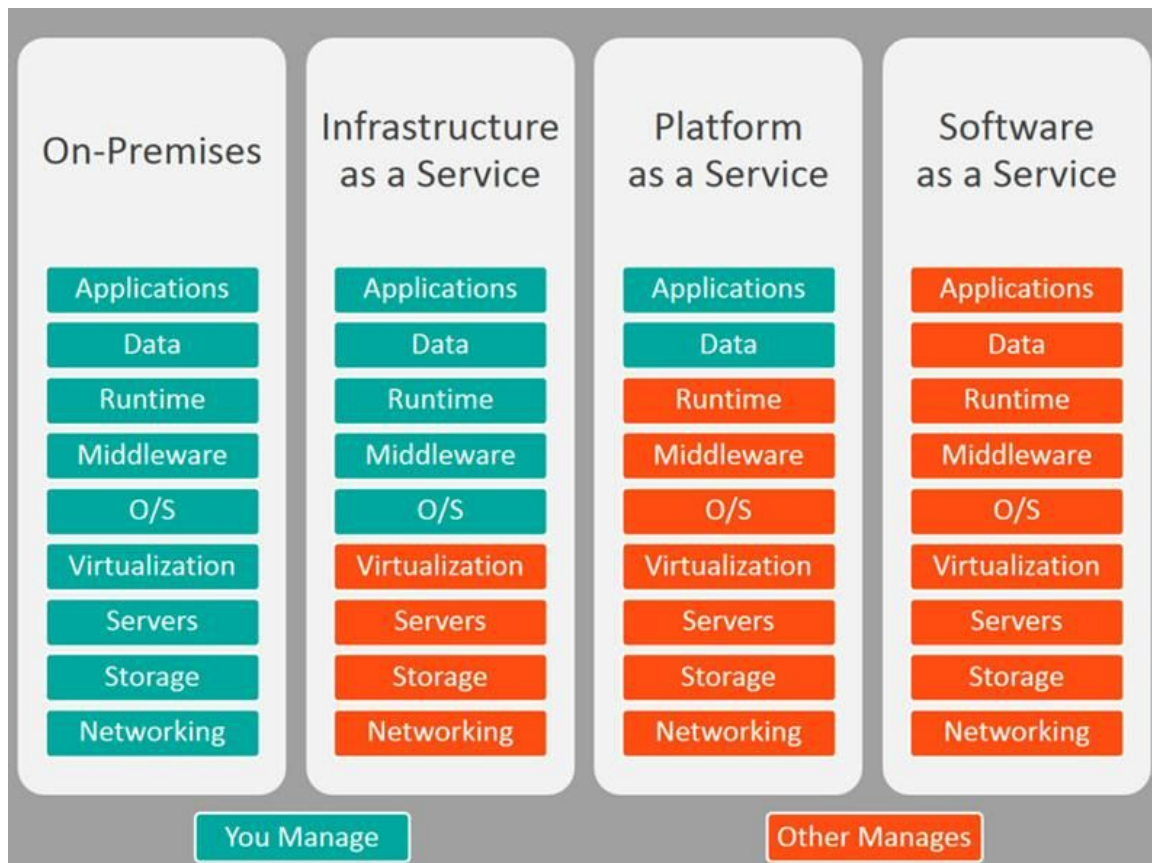 On-Premises
Applications
Data
Runtime
Middleware
O/S
Virtualization
Servers
Storage
Networking
Infrastructure
as a Service
Applications
Data
Runtime
Middleware
O/S
Virtualization
Servers
Storage
Networking
Platform
as a Service
Applications
Data
Runtime
Middleware
O/S
Virtualization
Servers
Storage
Networking
Software
as a Service
Applications
Data
Runtime
Middleware
O/S
Virtualization
Servers
Storage
Networking
You Manage
Other Manages